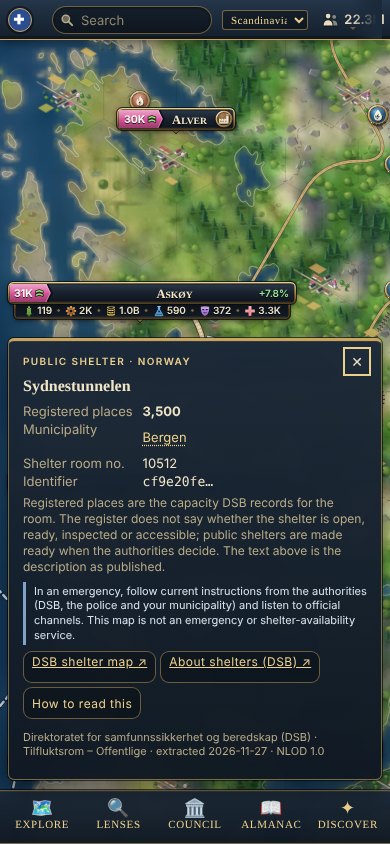 Search
Scandinavia
22.3
30K
ALVER
31K
ASKØY
+7.8%
119 • 2K • 1.0B • 590 • 372 • 3.3K
PUBLIC SHELTER · NORWAY
Sydnestunnelen
Registered places 3,500
Municipality
Bergen
Shelter room no. 10512
Identifier cf9e20fe…
Registered places are the capacity DSB records for the
room. The register does not say whether the shelter is open,
ready, inspected or accessible; public shelters are made
ready when the authorities decide. The text above is the
description as published.
In an emergency, follow current instructions from the authorities
(DSB, the police and your municipality) and listen to official
channels. This map is not an emergency or shelter-availability
service.
DSB shelter map ↗ About shelters (DSB) ↗
How to read this
Direktoratet for samfunnssikkerhet og beredskap (DSB) ·
Tilfluktsrom – Offentlige · extracted 2026-11-27 · NLOD 1.0
EXPLORE LENSES COUNCIL ALMANAC DISCOVER